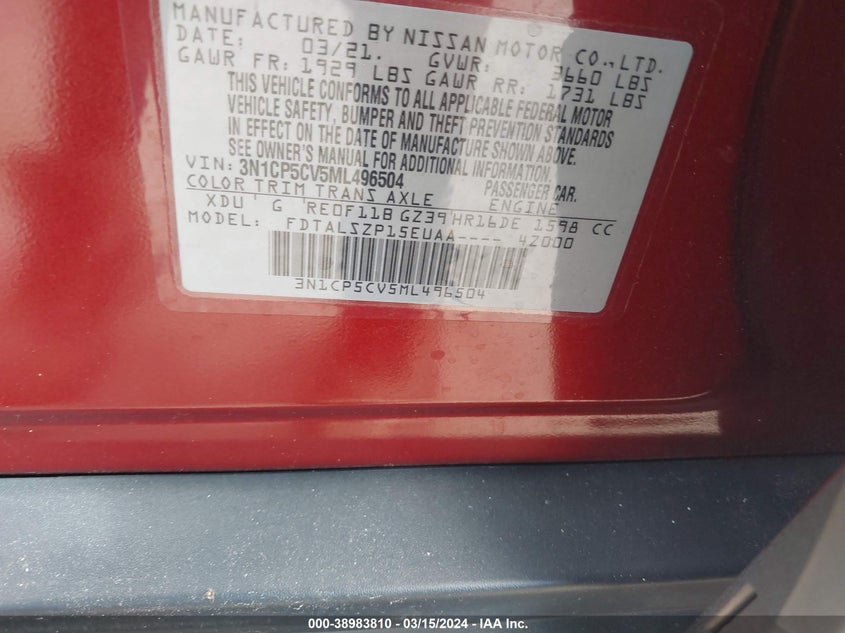 MANUFACTURED BY NISSAN MOTOR CO.,LTD.
DATE: 03/21. GVWR: 3660 LBS
GAWR FR: 1929 LBS GAWR RR: 1731 LBS
THIS VEHICLE CONFORMS TO ALL APPLICABLE FEDERAL MOTOR
VEHICLE SAFETY, BUMPER AND THEFT PREVENTION STANDARDS
IN EFFECT ON THE DATE OF MANUFACTURE SHOWN ABOVE.
SEE OWNER'S MANUAL FOR ADDITIONAL INFORMATION.
VIN: 3N1CP5CV5ML496504 PASSENGER CAR.
COLOR TRIM TRANS AXLE ENGINE
XDU G RE0F11B GZ39 HR16DE 1598 CC
MODEL: FDTALSZP15EUAA---- 42000
3N1CP5CV5ML496504
000-38983810 - 03/15/2024 - IAA Inc.